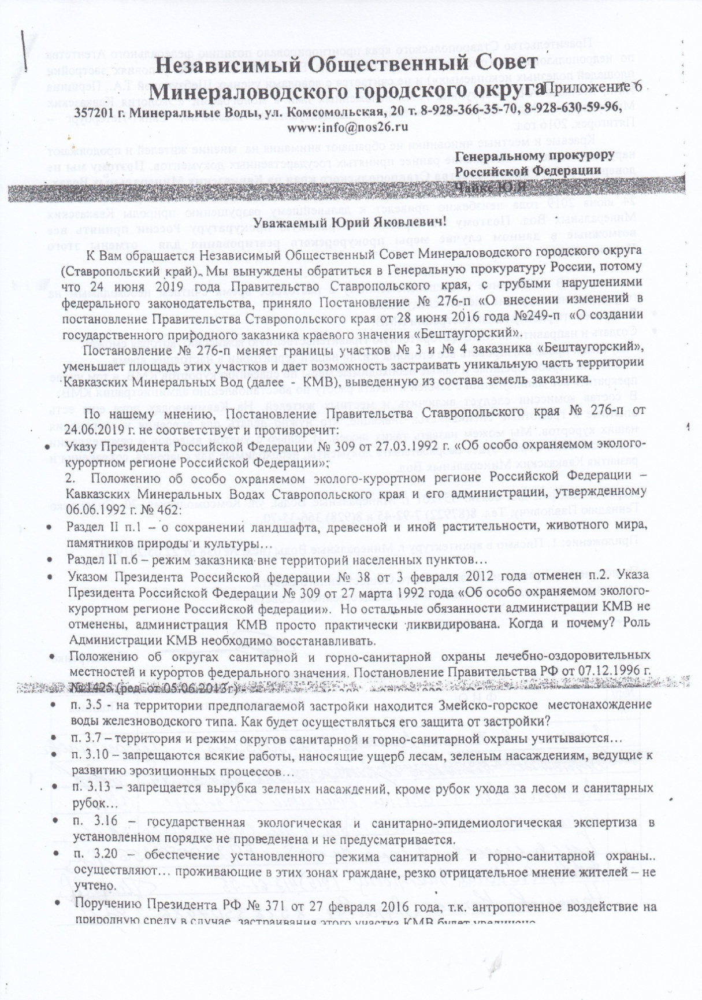 Независимый Общественный Совет
Минераловодского городского округа Приложение 6
357201 г. Минеральные Воды, ул. Комсомольская, 20 т. 8-928-366-35-70; 8-928-630-59-96,
www:info@nos26.ru
Генеральному прокурору
Российской Федерации
Чайке Ю.Я
Уважаемый Юрий Яковлевич!
К Вам обращается Независимый Общественный Совет Минераловодского городского округа
(Ставропольский край). Мы вынуждены обратиться в Генеральную прокуратуру России, потому
что 24 июня 2019 года Правительство Ставропольского края, с грубыми нарушениями
федерального законодательства, приняло Постановление № 276-п «О внесении изменений в
постановление Правительства Ставропольского края от 28 июня 2016 года №249-п «О создании
государственного природного заказника краевого значения «Бештаугорский».
Постановление № 276-п меняет границы участков № 3 и № 4 заказника «Бештаугорский»,
уменьшает площадь этих участков и дает возможность застраивать уникальную часть территории
Кавказских Минеральных Вод (далее - КМВ), выведенную из состава земель заказника.
По нашему мнению, Постановление Правительства Ставропольского края № 276-п от
24.06.2019 г. не соответствует и противоречит:
• Указу Президента Российской Федерации № 309 от 27.03.1992 г. «Об особо охраняемом эколого-
курортном регионе Российской Федерации»;
2. Положению об особо охраняемом эколого-курортном регионе Российской Федерации –
Кавказских Минеральных Водах Ставропольского края и его администрации, утвержденному
06.06.1992 г. № 462:
• Раздел II п.1 – о сохранении ландшафта, древесной и иной растительности, животного мира,
памятников природы и культуры…
• Раздел II п.6 – режим заказника вне территорий населенных пунктов…
• Указом Президента Российской федерации № 38 от 3 февраля 2012 года отменен п.2. Указа
Президента Российской Федерации № 309 от 27 марта 1992 года «Об особо охраняемом эколого-
курортном регионе Российской федерации». Но остальные обязанности администрации КМВ не
отменены, администрация КМВ просто практически ликвидирована. Когда и почему? Роль
Администрации КМВ необходимо восстанавливать.
• Положению об округах санитарной и горно-санитарной охраны лечебно-оздоровительных
местностей и курортов федерального значения. Постановление Правительства РФ от 07.12.1996 г.
№ 1425 (ред. от 05.06.2013г)
• п. 3.5 - на территории предполагаемой застройки находится Змейско-горское местонахождение
воды железноводского типа. Как будет осуществляться его защита от застройки?
• п. 3.7 – территория и режим округов санитарной и горно-санитарной охраны учитываются…
• п. 3.10 – запрещаются всякие работы, наносящие ущерб лесам, зеленым насаждениям, ведущие к
развитию эрозиционных процессов…
• п. 3.13 – запрещается вырубка зеленых насаждений, кроме рубок ухода за лесом и санитарных
рубок…
• п. 3.16 – государственная экологическая и санитарно-эпидемиологическая экспертиза в
установленном порядке не проведенена и не предусматривается.
• п. 3.20 – обеспечение установленного режима санитарной и горно-санитарной охраны..
осуществляют… проживающие в этих зонах граждане, резко отрицательное мнение жителей – не
учтено.
• Поручению Президента РФ № 371 от 27 февраля 2016 года, т.к. антропогенное воздействие на
природную среду в случае застраивания этого участка КМВ будет увеличено